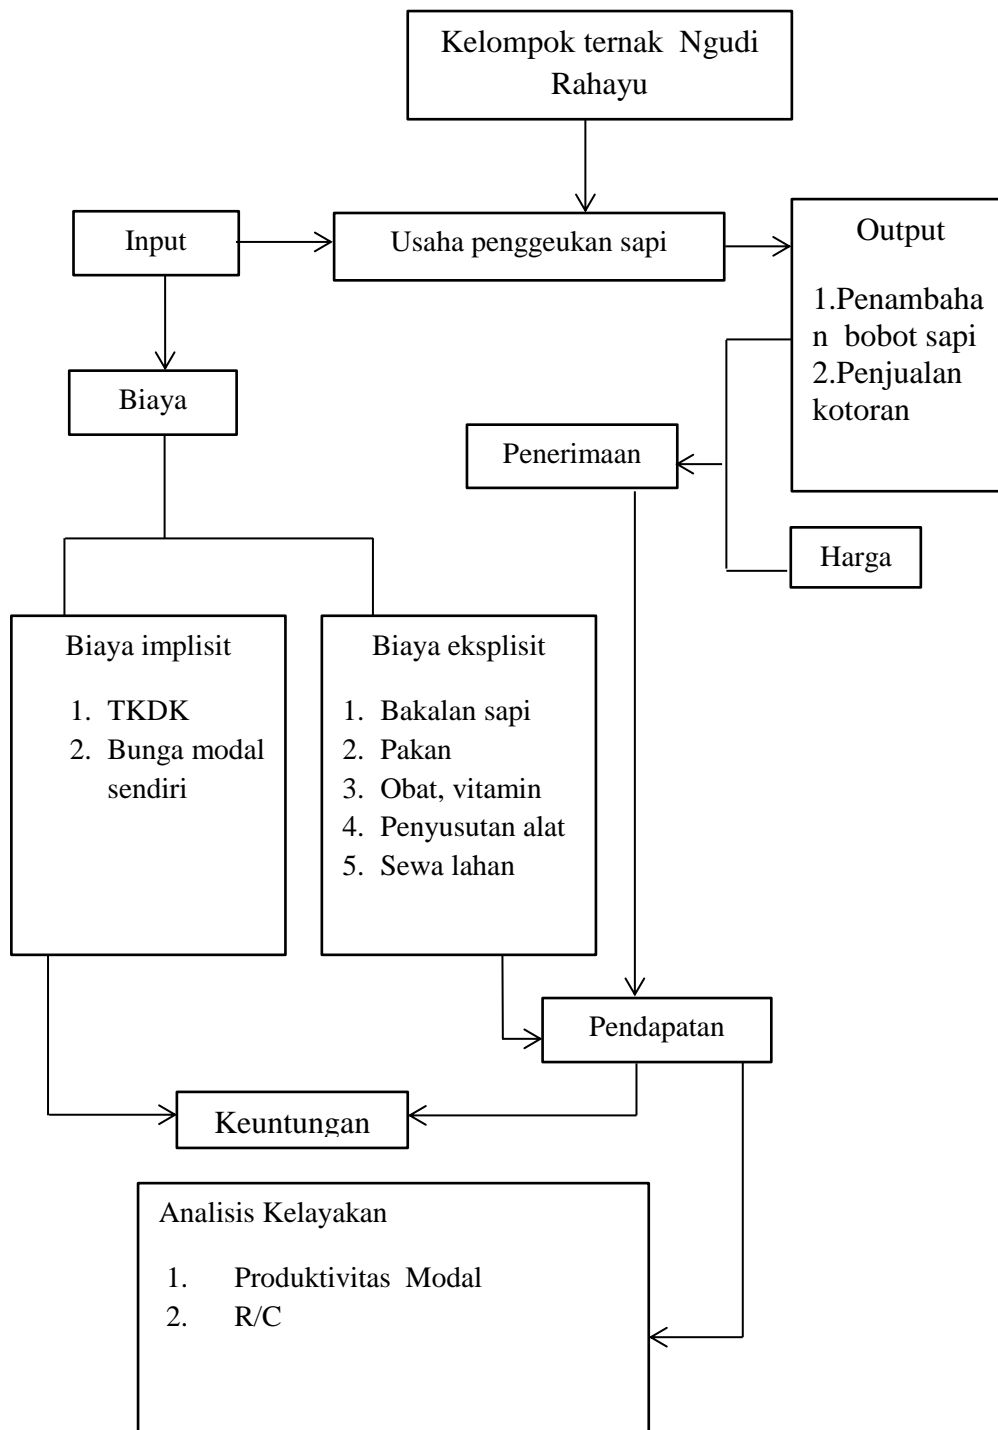 Kelompok ternak  Ngudi
Rahayu
Input
Usaha penggeukan sapi
Output
1.Penambaha
n  bobot sapi
2.Penjualan
kotoran
Biaya
Penerimaan
Harga
Biaya implisit
1. TKDK
2. Bunga modal
sendiri
Biaya eksplisit
1. Bakalan sapi
2. Pakan
3. Obat, vitamin
4. Penyusutan alat
5. Sewa lahan
Pendapatan
Keuntungan
Analisis Kelayakan
1. Produktivitas  Modal
2. R/C